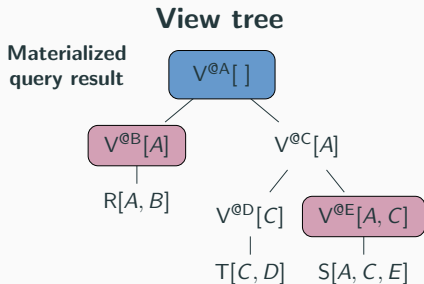 View tree
Materialized
query result
V@A[ ]
V@B[A]
V@C[A]
R[A, B]
V@D[C]
V@E[A, C]
T[C, D]
S[A, C, E]